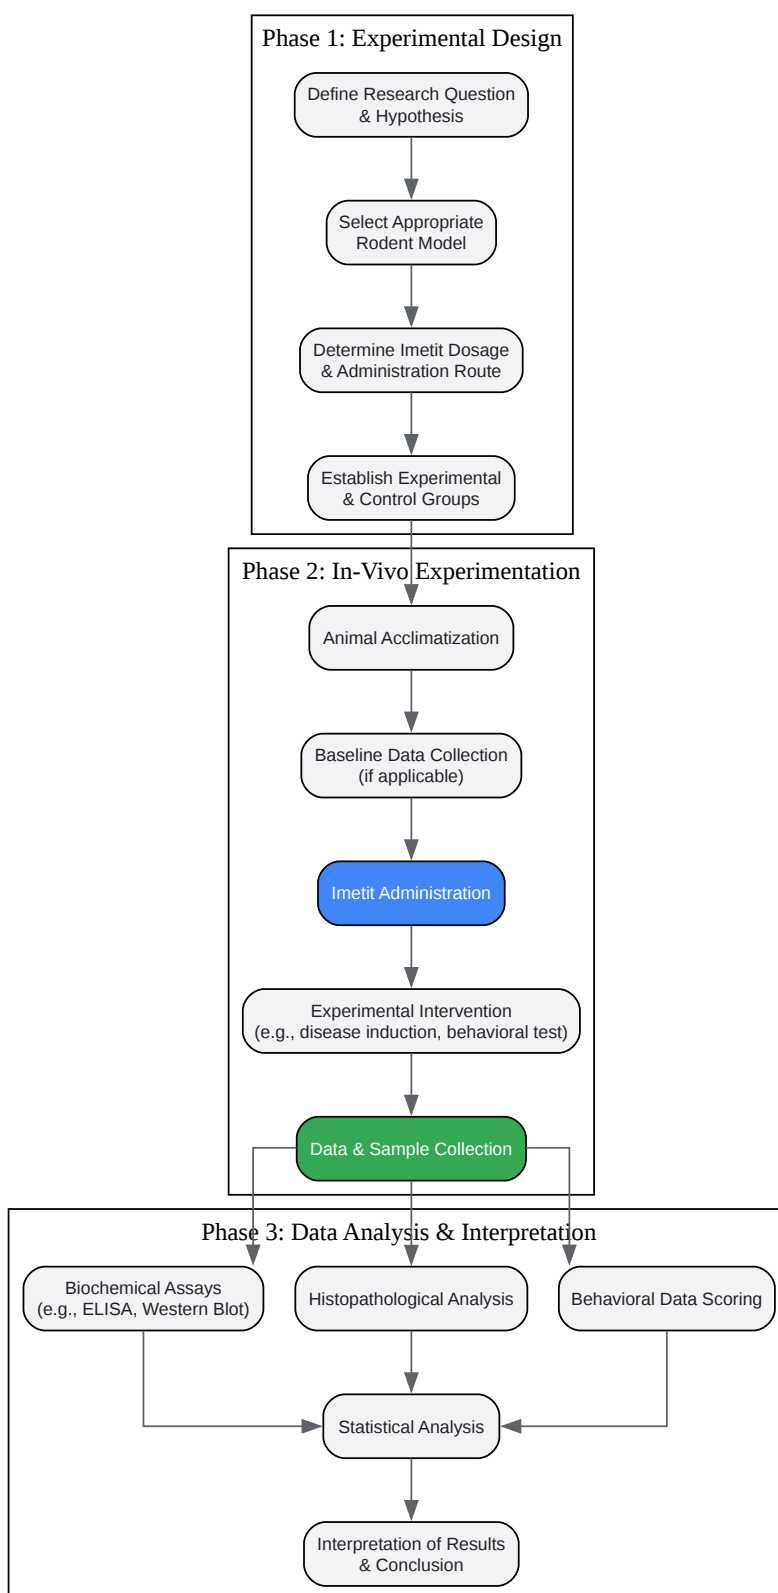 Phase 1: Experimental Design
Define Research Question
& Hypothesis
Select Appropriate
Rodent Model
Determine Imetit Dosage
& Administration Route
Establish Experimental
& Control Groups
Phase 2: In-Vivo Experimentation
Animal Acclimatization
Baseline Data Collection
(if applicable)
Imetit Administration
Experimental Intervention
(e.g., disease induction, behavioral test)
Data & Sample Collection
Phase 3: Data Analysis & Interpretation
Biochemical Assays
(e.g., ELISA, Western Blot)
Histopathological Analysis
Behavioral Data Scoring
Statistical Analysis
Interpretation of Results
& Conclusion